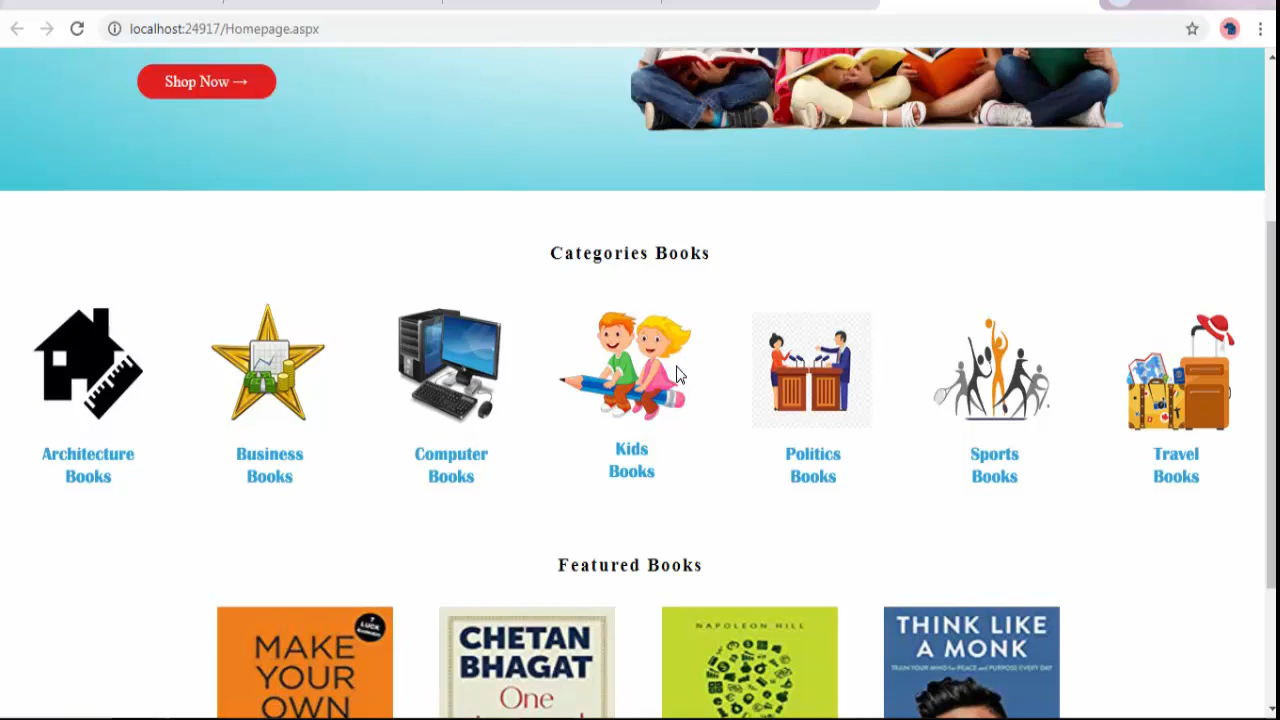 localhost:24917/Homepage.aspx
Shop Now →
Categories Books
Architecture
Books
Business
Books
Computer
Books
Kids
Books
Politics
Books
Sports
Books
Travel
Books
Featured Books
7
LUCK
MAKE
YOUR
OWN
CHETAN
BHAGAT
One
NAPOLEON HILL
THINK LIKE
A MONK
TRAIN YOUR MIND for PEACE and PURPOSE EVERY DAY